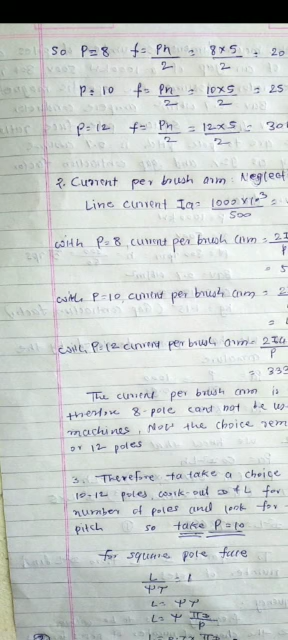 So P=8 f= Pn/2 = 8×5/2 = 20
P=10 f= Pn/2 = 10×5/2 = 25
P=12 f= Pn/2 = 12×5/2 = 30
2. Current per brush arm: Neglect
Line current Ia= 1000×10^3/500 =
with P=8, current per brush arm = 2I/P
= 5
with P=10, current per brush arm = 2
=
with, P=12 current per brush arm= 2Ia/P
= 333
The current per brush arm is
therefore 8-pole cand not be us
machines, Now the choice rem
or 12 poles
3. Therefore to take a choice
10-12 poles, work-out D & L for
number of poles and look for
pitch so take P=10
for square pole face
L/ψτ = 1
L= ψτ
L= ψ πD/P